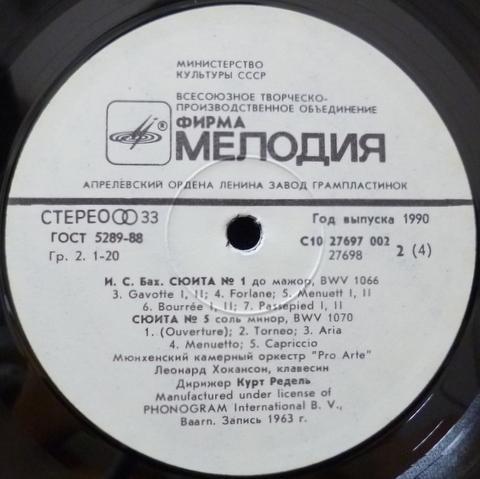 МИНИСТЕРСТВО
КУЛЬТУРЫ СССР
ВСЕСОЮЗНОЕ ТВОРЧЕСКО-
ПРОИЗВОДСТВЕННОЕ ОБЪЕДИНЕНИЕ
® ФИРМА
МЕЛОДИЯ
АПРЕЛЕВСКИЙ ОРДЕНА ЛЕНИНА ЗАВОД ГРАМПЛАСТИНОК
СТЕРЕО 33
Год выпуска 1990
ГОСТ 5289-88
С10 27697 002
Гр. 2. 1-20
27698 2 (4)
И. С. Бах. СЮИТА № 1 до мажор, BWV 1066
3. Gavotte I, II; 4. Forlane; 5. Menuett I, II
6. Bourrée I, II; 7. Passepied I, II
СЮИТА № 5 соль минор, BWV 1070
1. (Ouverture); 2. Torneo; 3. Aria
4. Menuetto; 5. Capriccio
Мюнхенский камерный оркестр "Pro Arte"
Леонард Хокансон, клавесин
Дирижер Курт Редель
Manufactured under license of
PHONOGRAM International B. V.,
Baarn. Запись 1963 г.